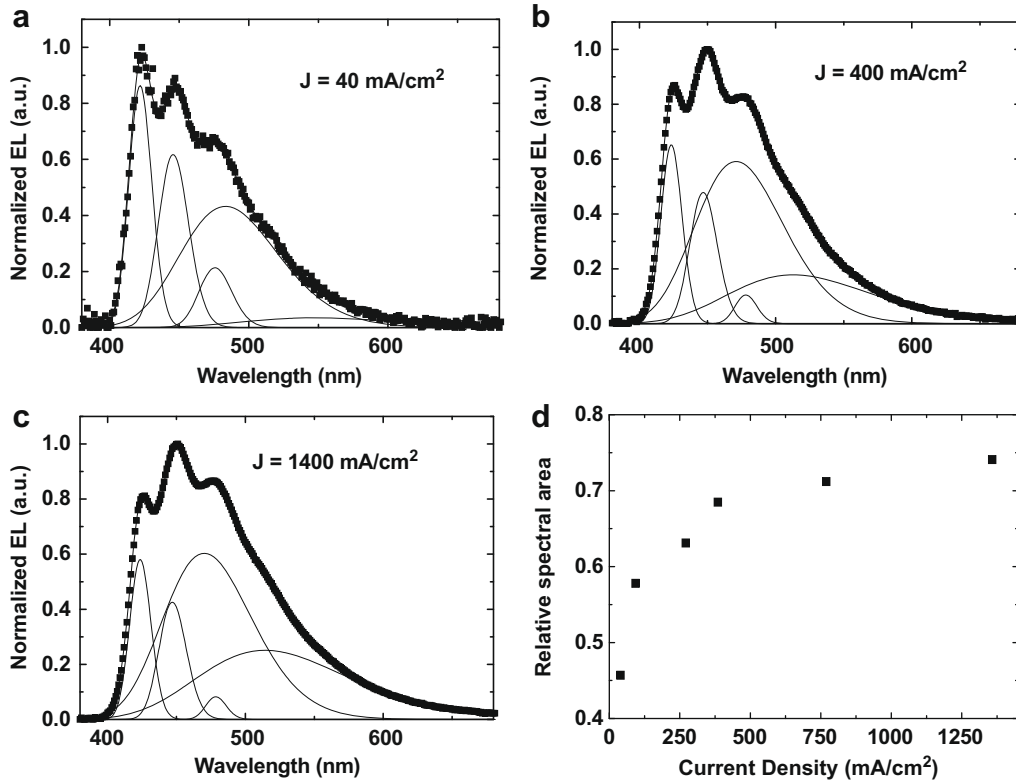 a
J = 40 mA/cm²
Normalized EL (a.u.)
1.0
0.8
0.6
0.4
0.2
0.0
400
500
600
Wavelength (nm)
b
J = 400 mA/cm²
Normalized EL (a.u.)
1.0
0.8
0.6
0.4
0.2
0.0
400
500
600
Wavelength (nm)
c
J = 1400 mA/cm²
Normalized EL (a.u.)
1.0
0.8
0.6
0.4
0.2
0.0
400
500
600
Wavelength (nm)
d
Relative spectral area
0.8
0.7
0.6
0.5
0.4
0
250
500
750
1000
1250
Current Density (mA/cm²)